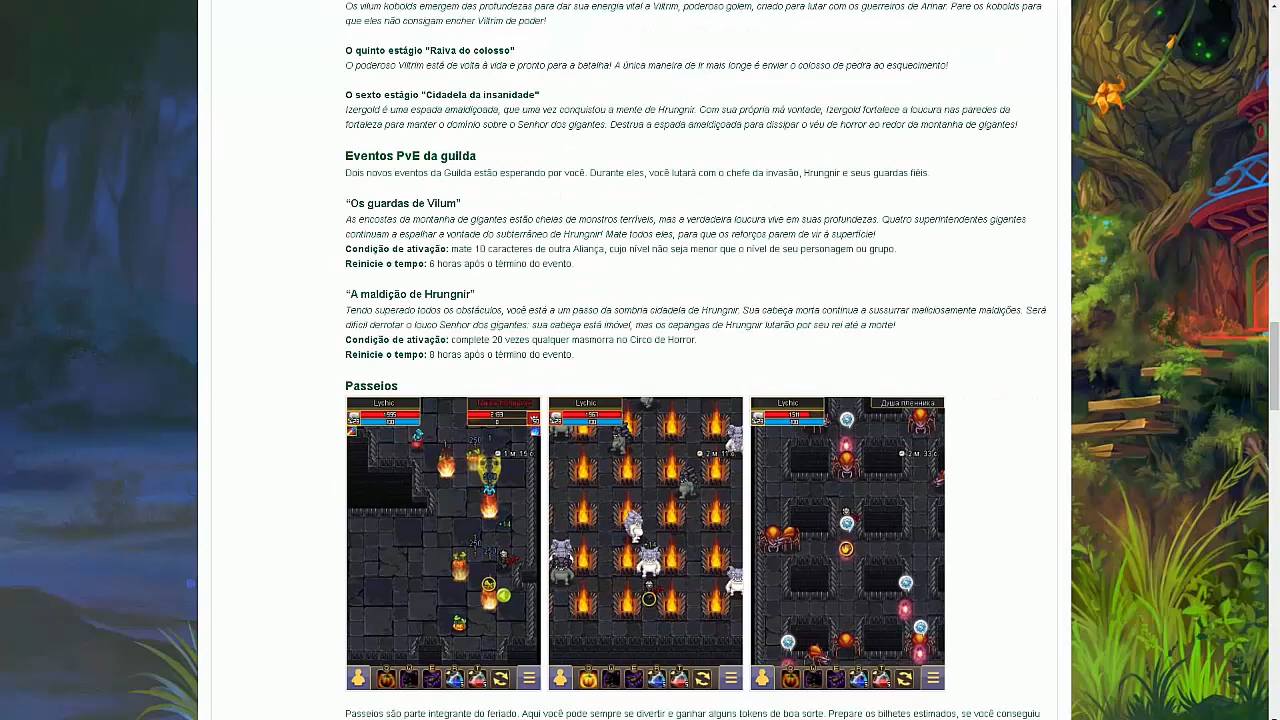 Os vilum kobolds emergem das profundezas para dar sua energia vital a Viltrim, poderoso golem, criado para lutar com os guerreiros de Arinar. Pare os kobolds para
que eles não consigam encher Viltrim de poder!
O quinto estágio "Raiva do colosso"
O poderoso Viltrim está de volta à vida e pronto para a batalha! A única maneira de ir mais longe é enviar o colosso de pedra ao esquecimento!
O sexto estágio "Cidadela da insanidade"
Izergold é uma espada amaldiçoada, que uma vez conquistou a mente de Hrungnir. Com sua própria má vontade, Izergold fortalece a loucura nas paredes da
fortaleza para manter o domínio sobre o Senhor dos gigantes. Destrua a espada amaldiçoada para dissipar o véu de horror ao redor da montanha de gigantes!
Eventos PvE da guilda
Dois novos eventos da Guilda estão esperando por você. Durante eles, você lutará com o chefe da invasão, Hrungnir e seus guardas fiéis.
“Os guardas de Vilum”
As encostas da montanha de gigantes estão cheias de monstros terríveis, mas a verdadeira loucura vive em suas profundezas. Quatro superintendentes gigantes
continuam a espalhar a vontade do subterrâneo de Hrungnir! Mate todos eles, para que os reforços parem de vir à superfície!
Condição de ativação: mate 10 caracteres de outra Aliança, cujo nível não seja menor que o nível de seu personagem ou grupo.
Reinicie o tempo: 6 horas após o término do evento.
“A maldição de Hrungnir”
Tendo superado todos os obstáculos, você está a um passo da sombria cidadela de Hrungnir. Sua cabeça morta continua a sussurrar maliciosamente maldições. Será
difícil derrotar o louco Senhor dos gigantes: sua cabeça está imóvel, mas os capangas de Hrungnir lutarão por seu rei até a morte!
Condição de ativação: complete 20 vezes qualquer masmorra no Circo de Horror.
Reinicie o tempo: 8 horas após o término do evento.
Passeios
Lychic
Lychic
Lychic
Душа пленника
1 м. 15 с
2 м. 11 с
2 м. 33 с
250
+14
250
Passeios são parte integrante do feriado. Aqui você pode sempre se divertir e ganhar alguns tokens de boa sorte. Prepare os bilhetes estimados, se você conseguiu